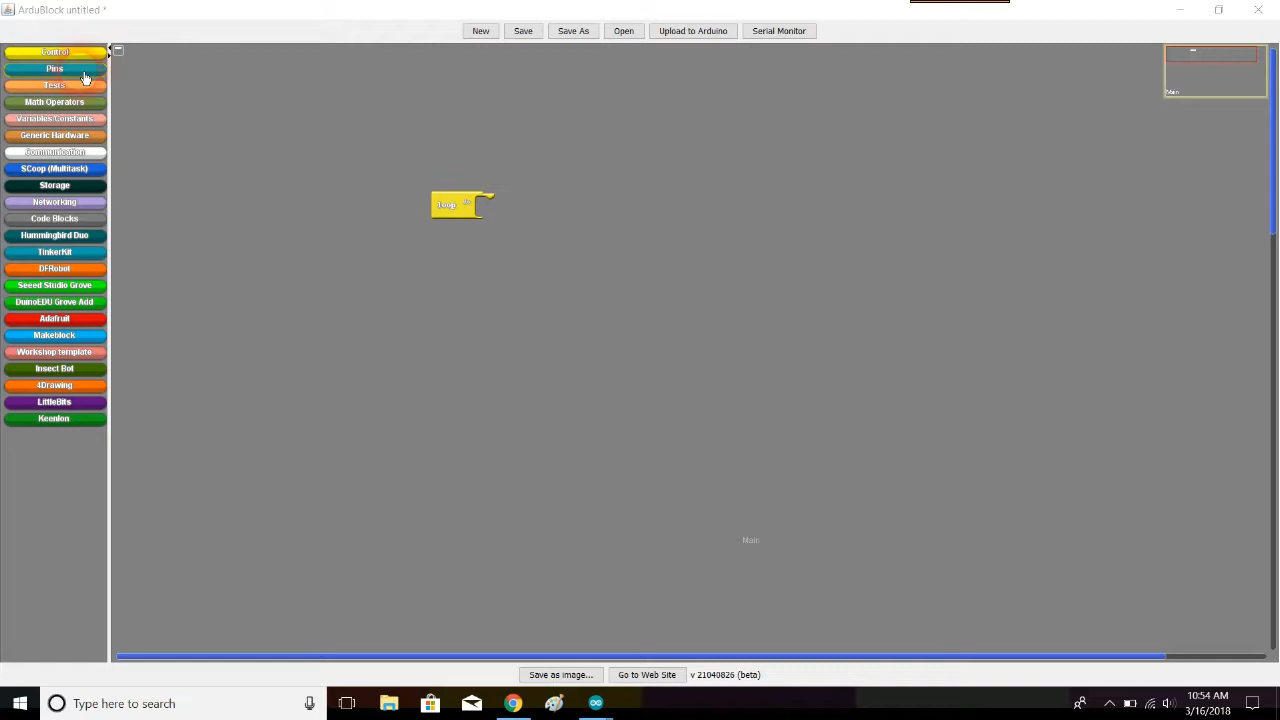 ArduBlock untitled *
New
Save
Save As
Open
Upload to Arduino
Serial Monitor
Control
Pins
Tests
Math Operators
Variables/Constants
Generic Hardware
Communication
SCoop (Multitask)
Storage
Networking
Code Blocks
Hummingbird Duo
TinkerKit
DFRobot
Seeed Studio Grove
DuinoEDU Grove Add
Adafruit
Makeblock
Workshop template
Insect Bot
4Drawing
LittleBits
Keenlon
loop
do
Main
Main
Save as image...
Go to Web Site
v 21040826 (beta)
Type here to search
10:54 AM
3/16/2018